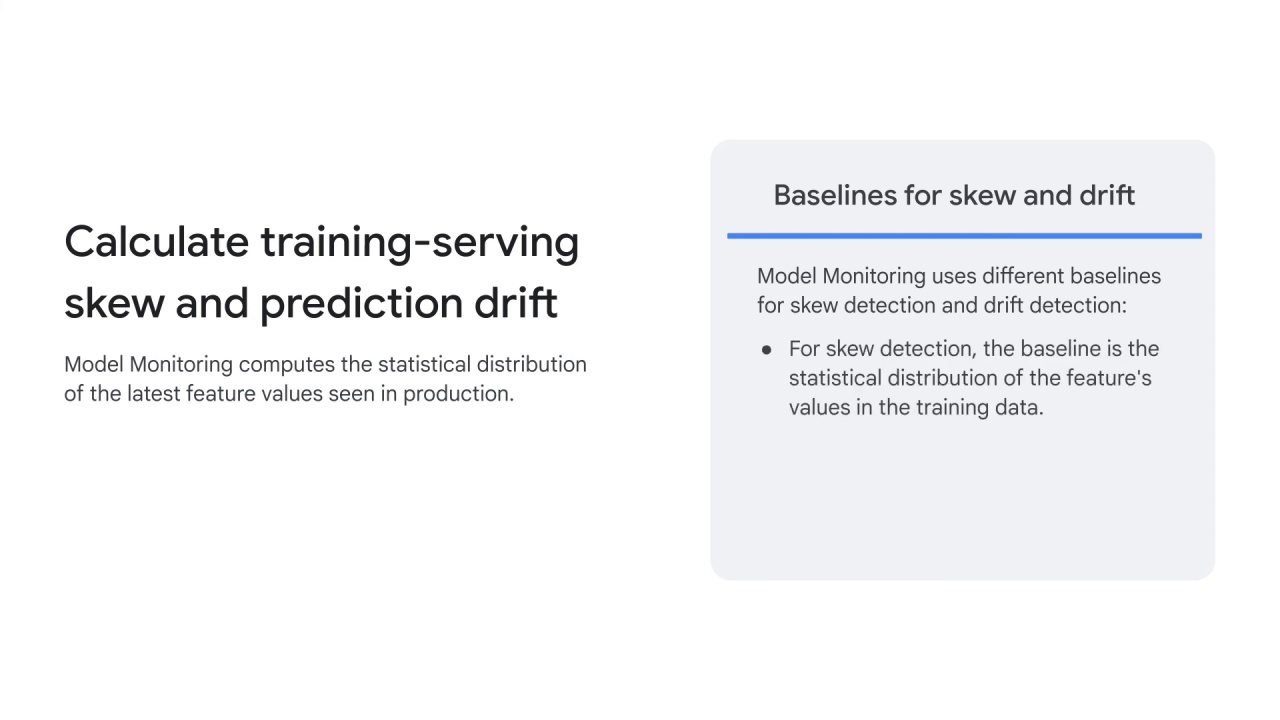 Calculate training-serving
skew and prediction drift
Model Monitoring computes the statistical distribution
of the latest feature values seen in production.
Baselines for skew and drift
Model Monitoring uses different baselines
for skew detection and drift detection:
● For skew detection, the baseline is the
statistical distribution of the feature's
values in the training data.